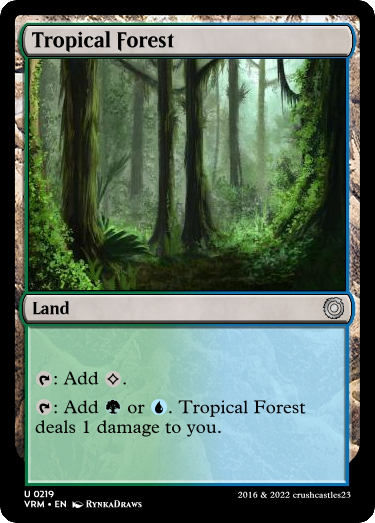 Tropical Forest
Land
: Add .
: Add or . Tropical Forest
deals 1 damage to you.
U 0219
VRM • EN RYNKADRAWS
2016 & 2022 crushcastles23